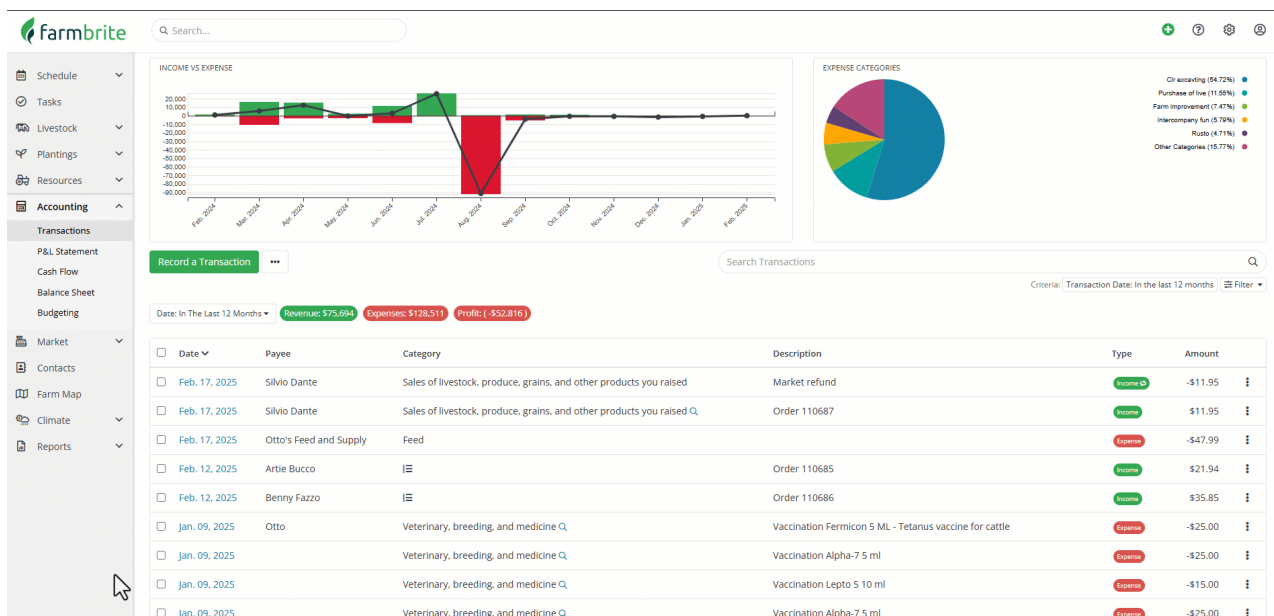 farmbrite
Search...
Schedule
Tasks
Livestock
Plantings
Resources
Accounting
Transactions
P&L Statement
Cash Flow
Balance Sheet
Budgeting
Market
Contacts
Farm Map
Climate
Reports
INCOME VS EXPENSE
20,000
10,000
0
-10,000
-20,000
-30,000
-40,000
-50,000
-60,000
-70,000
-80,000
-90,000
Feb. 2024
Mar. 2024
Apr. 2024
May. 2024
Jun. 2024
Jul. 2024
Aug. 2024
Sep. 2024
Oct. 2024
Nov. 2024
Dec. 2024
Jan. 2025
Feb. 2025
EXPENSE CATEGORIES
Clr excavting (54.72%)
Purchase of live (11.55%)
Farm improvement (7.47%)
Intercompany fun (5.79%)
Rusto (4.71%)
Other Categories (15.77%)
Record a Transaction
Search Transactions
Criteria: Transaction Date: In the last 12 months Filter
Date: In The Last 12 Months Revenue: $75,694 Expenses: $128,511 Profit: ( -$52,816 )
Date Payee Category Description Type Amount
Feb. 17, 2025 Silvio Dante Sales of livestock, produce, grains, and other products you raised Market refund Income -$11.95
Feb. 17, 2025 Silvio Dante Sales of livestock, produce, grains, and other products you raised Order 110687 Income $11.95
Feb. 17, 2025 Otto's Feed and Supply Feed Expense -$47.99
Feb. 12, 2025 Artie Bucco Order 110685 Income $21.94
Feb. 12, 2025 Benny Fazzo Order 110686 Income $35.85
Jan. 09, 2025 Otto Veterinary, breeding, and medicine Vaccination Fermicon 5 ML - Tetanus vaccine for cattle Expense -$25.00
Jan. 09, 2025 Veterinary, breeding, and medicine Vaccination Alpha-7 5 ml Expense -$25.00
Jan. 09, 2025 Veterinary, breeding, and medicine Vaccination Lepto 5 10 ml Expense -$15.00
Jan. 09, 2025 Veterinary, breeding, and medicine Vaccination Alpha-7 5 ml Expense -$25.00